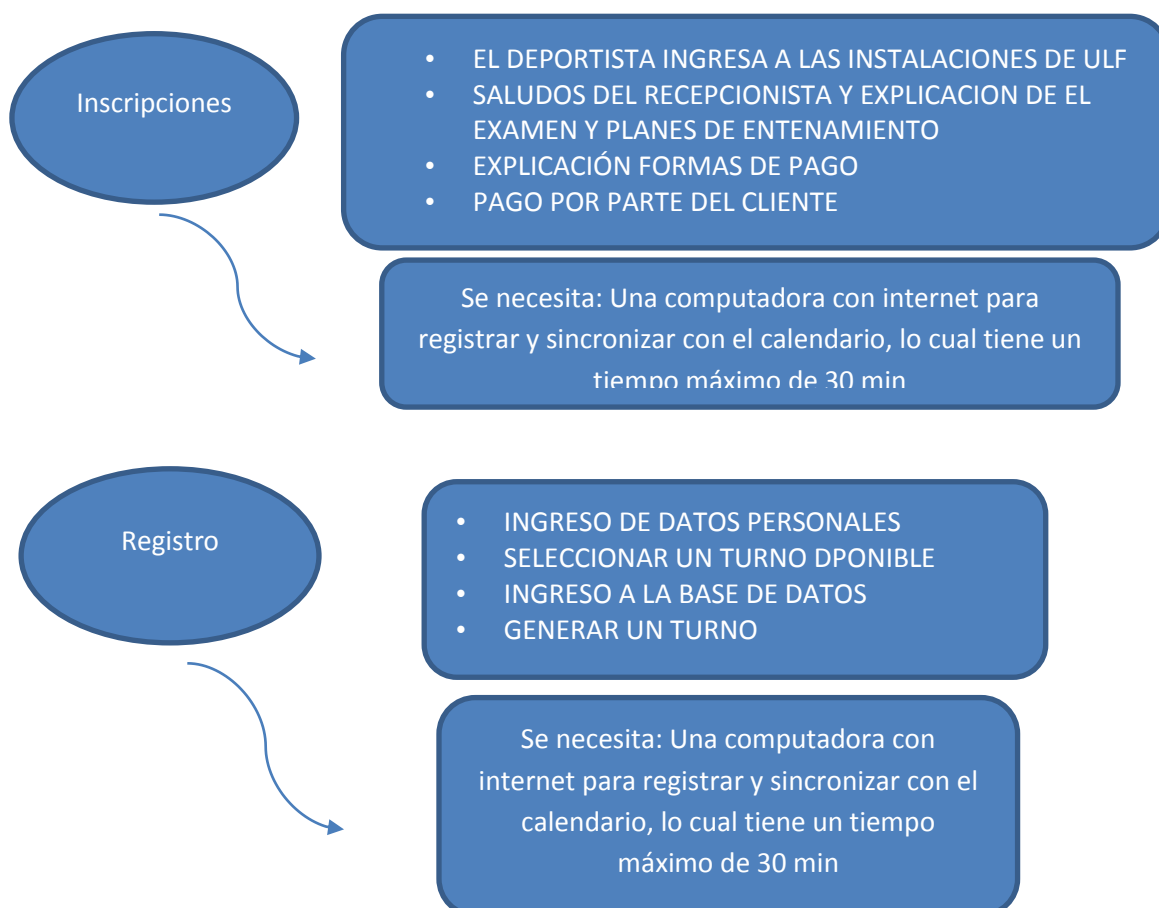 Inscripciones
• EL DEPORTISTA INGRESA A LAS INSTALACIONES DE ULF
• SALUDOS DEL RECEPCIONISTA Y EXPLICACION DE EL
EXAMEN Y PLANES DE ENTENAMIENTO
• EXPLICACIÓN FORMAS DE PAGO
• PAGO POR PARTE DEL CLIENTE
Se necesita: Una computadora con internet para
registrar y sincronizar con el calendario, lo cual tiene un
tiempo máximo de 30 min
Registro
• INGRESO DE DATOS PERSONALES
• SELECCIONAR UN TURNO DPONIBLE
• INGRESO A LA BASE DE DATOS
• GENERAR UN TURNO
Se necesita: Una computadora con
internet para registrar y sincronizar con el
calendario, lo cual tiene un tiempo
máximo de 30 min